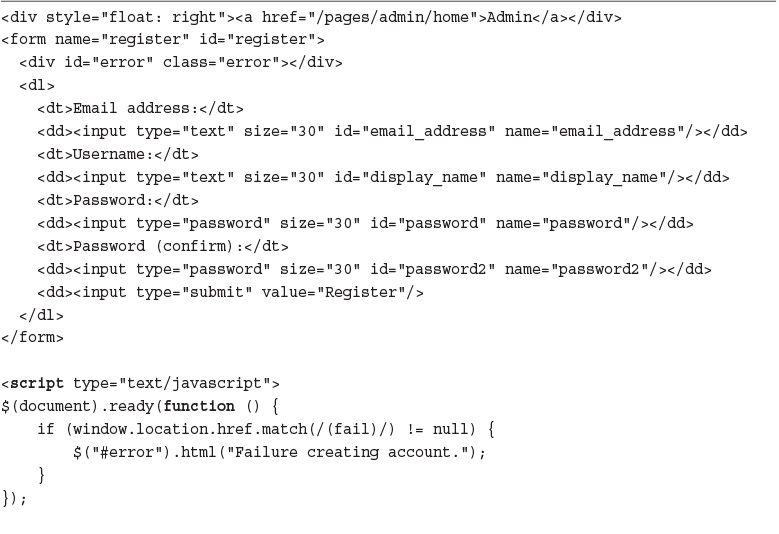 <div style="float: right"><a href="/pages/admin/home">Admin</a></div>
<form name="register" id="register">
  <div id="error" class="error"></div>
  <dl>
    <dt>Email address:</dt>
    <dd><input type="text" size="30" id="email_address" name="email_address"/></dd>
    <dt>Username:</dt>
    <dd><input type="text" size="30" id="display_name" name="display_name"/></dd>
    <dt>Password:</dt>
    <dd><input type="password" size="30" id="password" name="password"/></dd>
    <dt>Password (confirm):</dt>
    <dd><input type="password" size="30" id="password2" name="password2"/></dd>
    <dd><input type="submit" value="Register"/>
  </dl>
</form>

<script type="text/javascript">
$(document).ready(function () {
    if (window.location.href.match(/(fail)/) != null) {
        $("#error").html("Failure creating account.");
    }
});